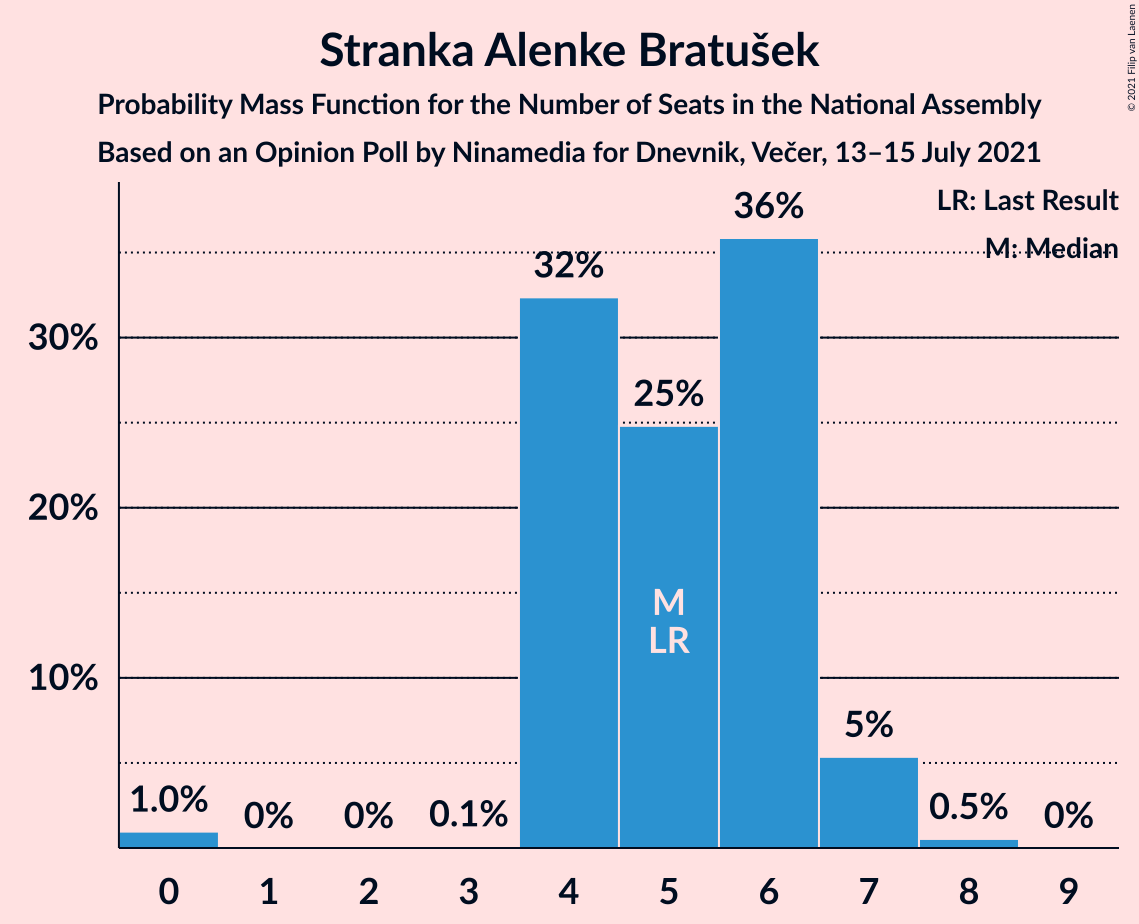 Stranka Alenke Bratušek
Probability Mass Function for the Number of Seats in the National Assembly
Based on an Opinion Poll by Ninamedia for Dnevnik, Večer, 13–15 July 2021
© 2021 Filip van Laenen
LR: Last Result
M: Median
36%
32%
30%
25%
20%
M
LR
10%
5%
1.0%
0%
0%
0.1%
0.5%
0%
0 1 2 3 4 5 6 7 8 9